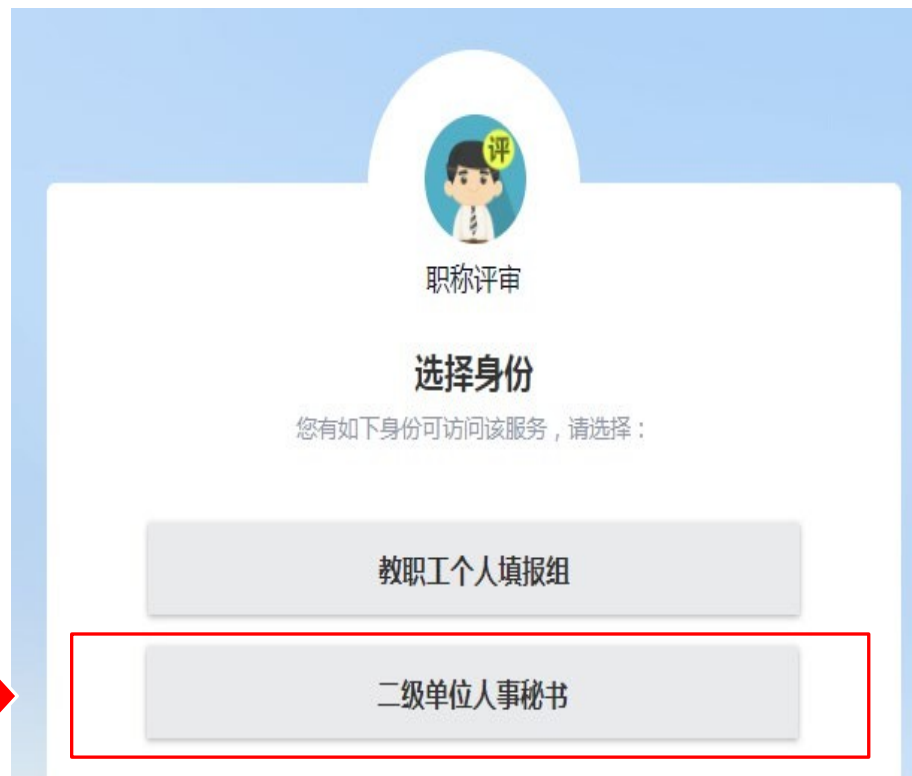 评
职称评审
选择身份
您有如下身份可访问该服务，请选择：
教职工个人填报组
二级单位人事秘书